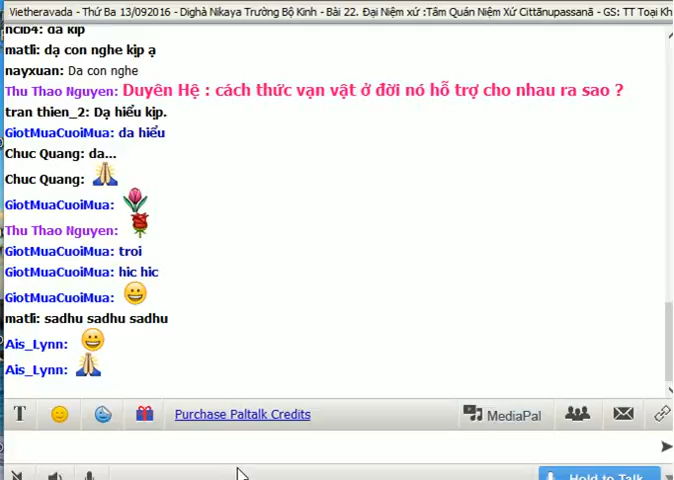 Vietheravada - Thứ Ba 13/092016 - Dighà Nikaya Trường Bộ Kinh - Bài 22. Đại Niệm xứ :Tâm Quán Niệm Xứ Cittānupassanā - GS: TT Toại Kh
ncib4: da kip
matli: dạ con nghe kịp ạ
nayxuan: Da con nghe
Thu Thao Nguyen: Duyên Hệ : cách thức vạn vật ở đời nó hỗ trợ cho nhau ra sao ?
tran thien_2: Dạ hiểu kịp.
GiotMuaCuoiMua: da hiểu
Chuc Quang: da...
Chuc Quang:
GiotMuaCuoiMua:
Thu Thao Nguyen:
GiotMuaCuoiMua: troi
GiotMuaCuoiMua: hic hic
GiotMuaCuoiMua:
matli: sadhu sadhu sadhu
Ais_Lynn:
Ais_Lynn:
T Purchase Paltalk Credits MediaPal
Hold to Talk